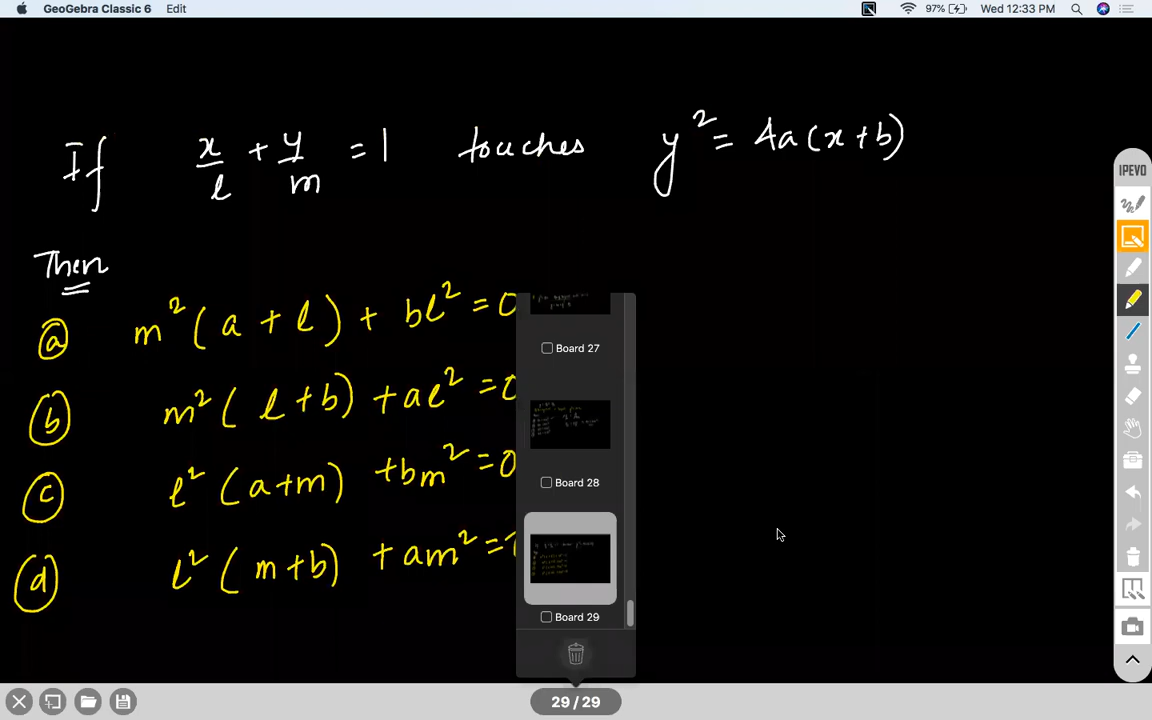 GeoGebra Classic 6 Edit 97% Wed 12:33 PM
If x/l + y/m = 1 touches y² = 4a(x+b)
IPEVO
Then
ⓐ m²(a + l) + bl² = 0
Board 27
ⓑ m²(l+b) + al² = 0
ⓒ l²(a+m) + bm² = 0
Board 28
ⓓ l²(m+b) + am² =
Board 29
29 / 29